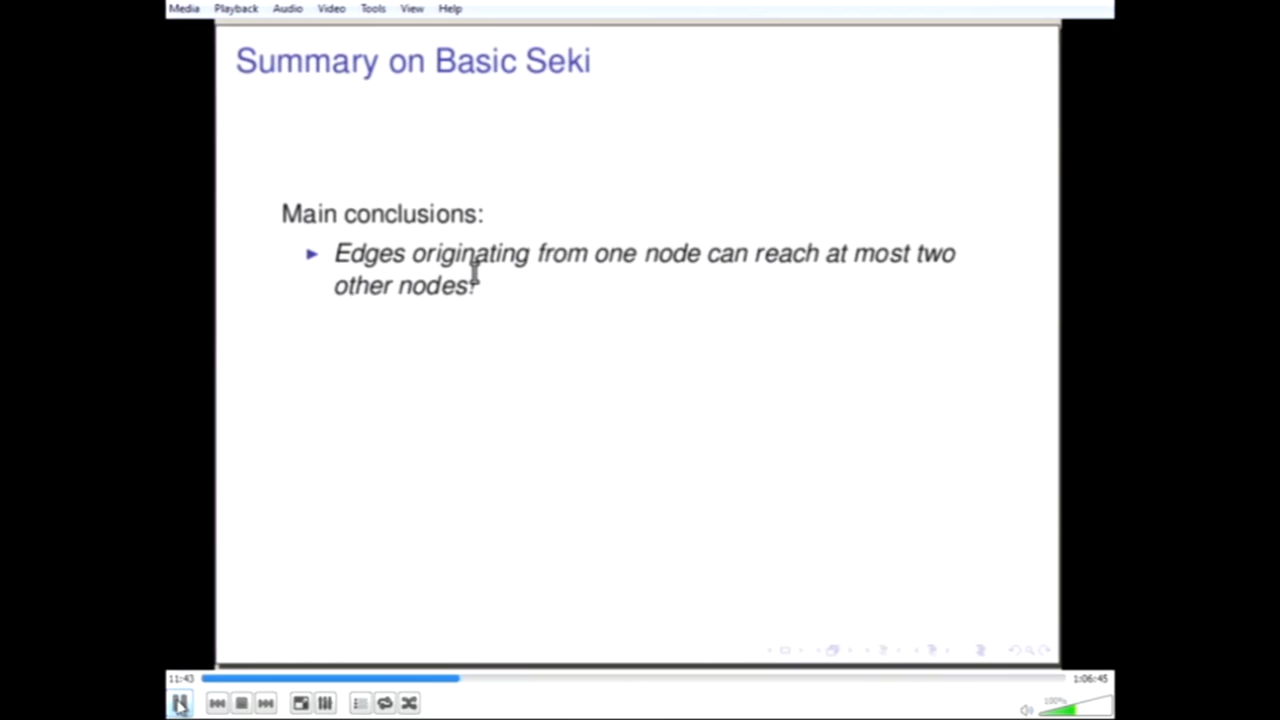 Media Playback Audio Video Tools View Help
Summary on Basic Seki
Main conclusions:
Edges originating from one node can reach at most two
other nodes!
11:43 1:06:45
100%